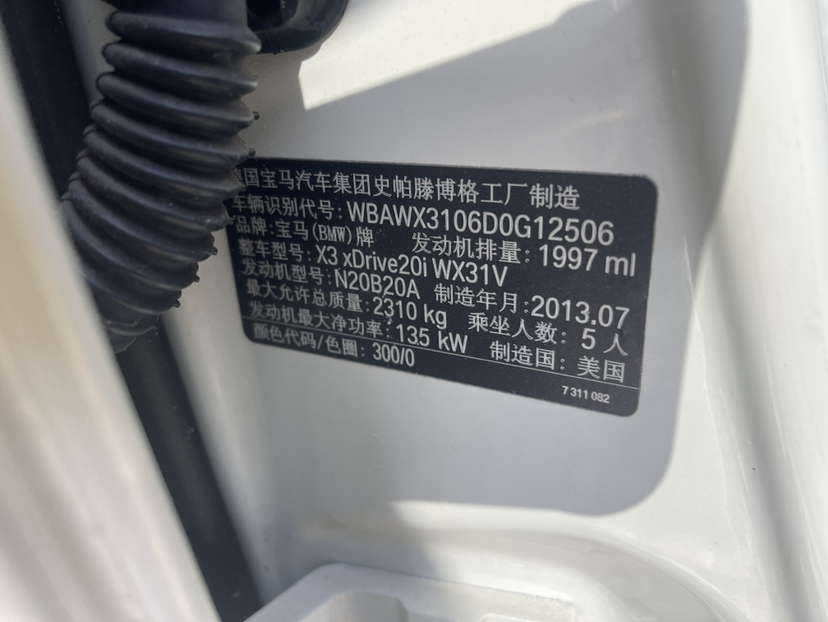 德国宝马汽车集团史帕滕博格工厂制造
车辆识别代号: WBAWX3106D0G12506
品牌: 宝马(BMW)牌 发动机排量: 1997 ml
整车型号: X3 xDrive20i WX31V
发动机型号: N20B20A 制造年月: 2013.07
最大允许总质量: 2310 kg 乘坐人数: 5 人
发动机最大净功率: 135 kW 制造国: 美国
颜色代码/色圈: 300/0
7 311 082